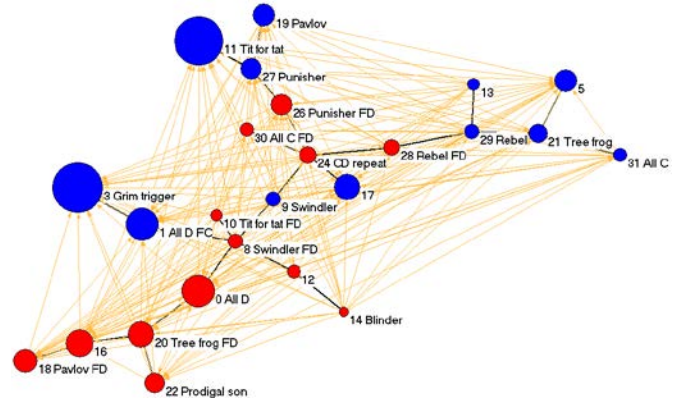 19 Pavlov
11 Tit for tat
27 Punisher
5
13
26 Punisher FD
30 All C FD
29 Rebel
21 Tree frog
28 Rebel FD
24 CD repeat
31 All C
3 Grim trigger
17
9 Swindler
10 Tit for tat FD
1 All D FC
8 Swindler FD
12
0 All D
14 Blinder
20 Tree frog FD
16
18 Pavlov FD
22 Prodigal son